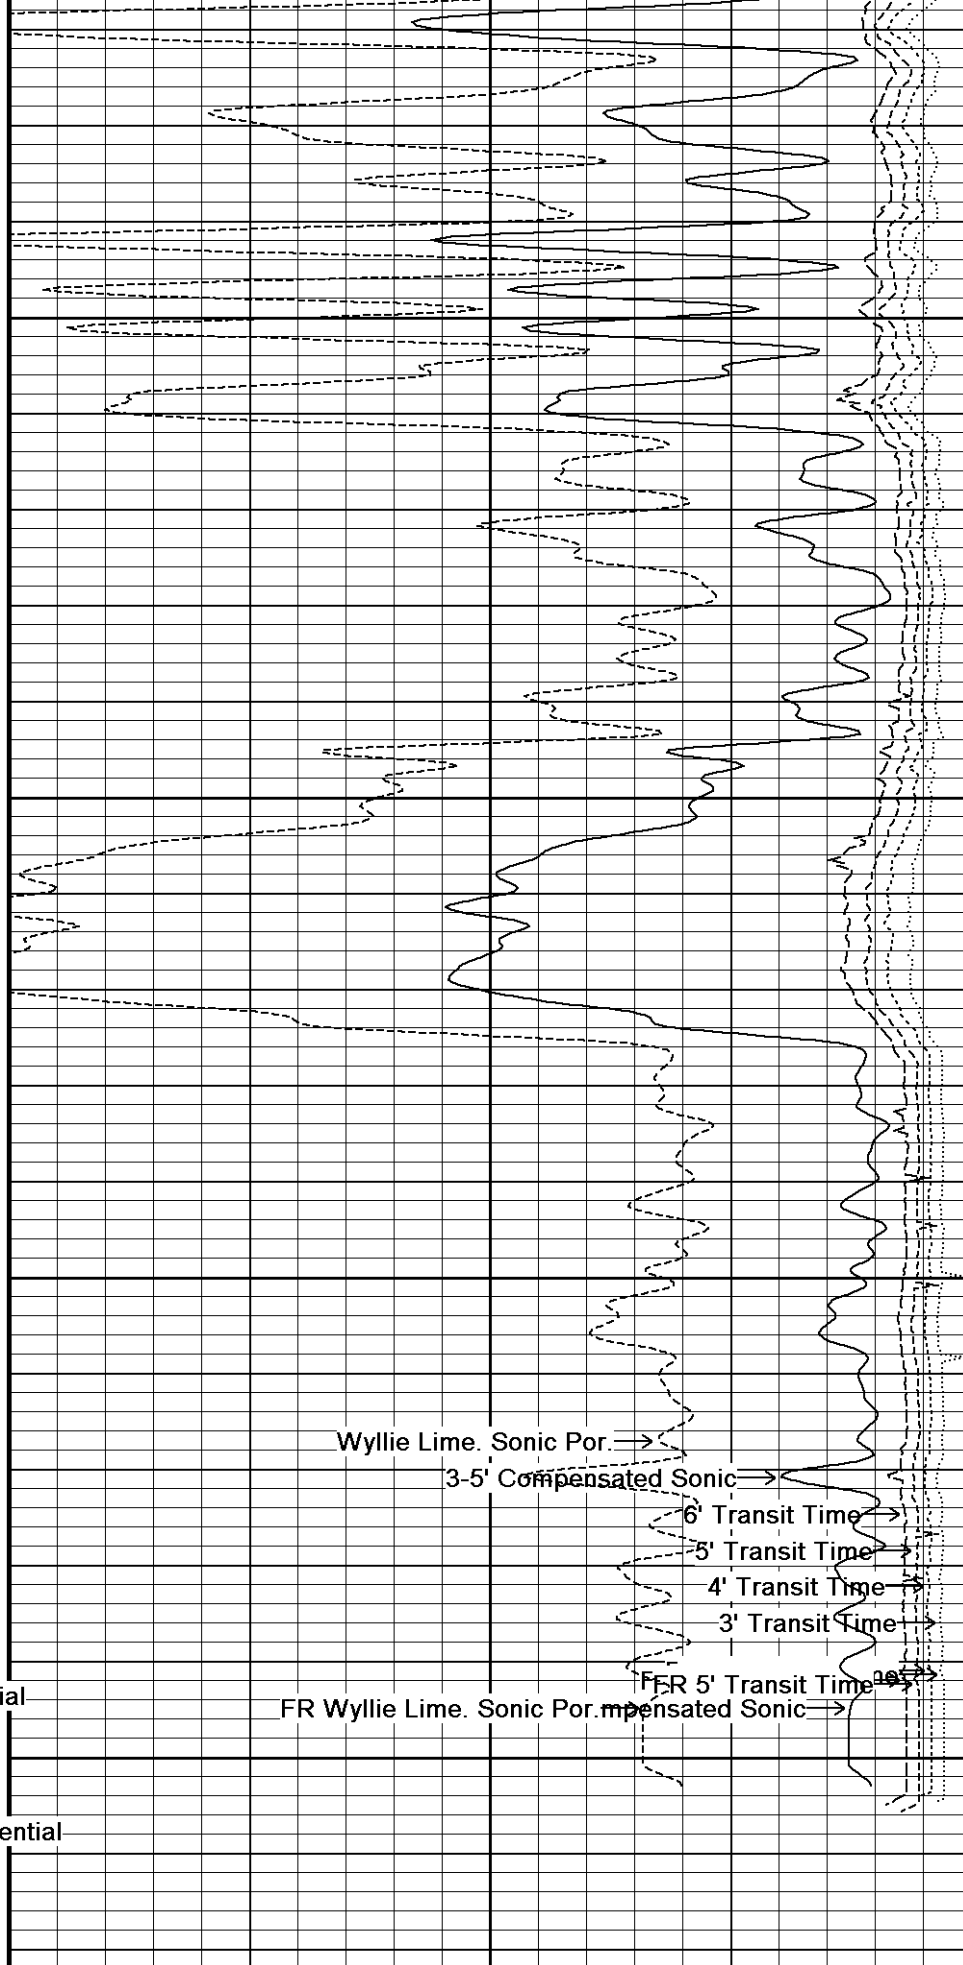 Wyllie Lime. Sonic Por.
3-5' Compensated Sonic
6' Transit Time
5' Transit Time
4' Transit Time
3' Transit Time
FR 5' Transit Time
ial
FR Wyllie Lime. Sonic Por.
mpensated Sonic
ential